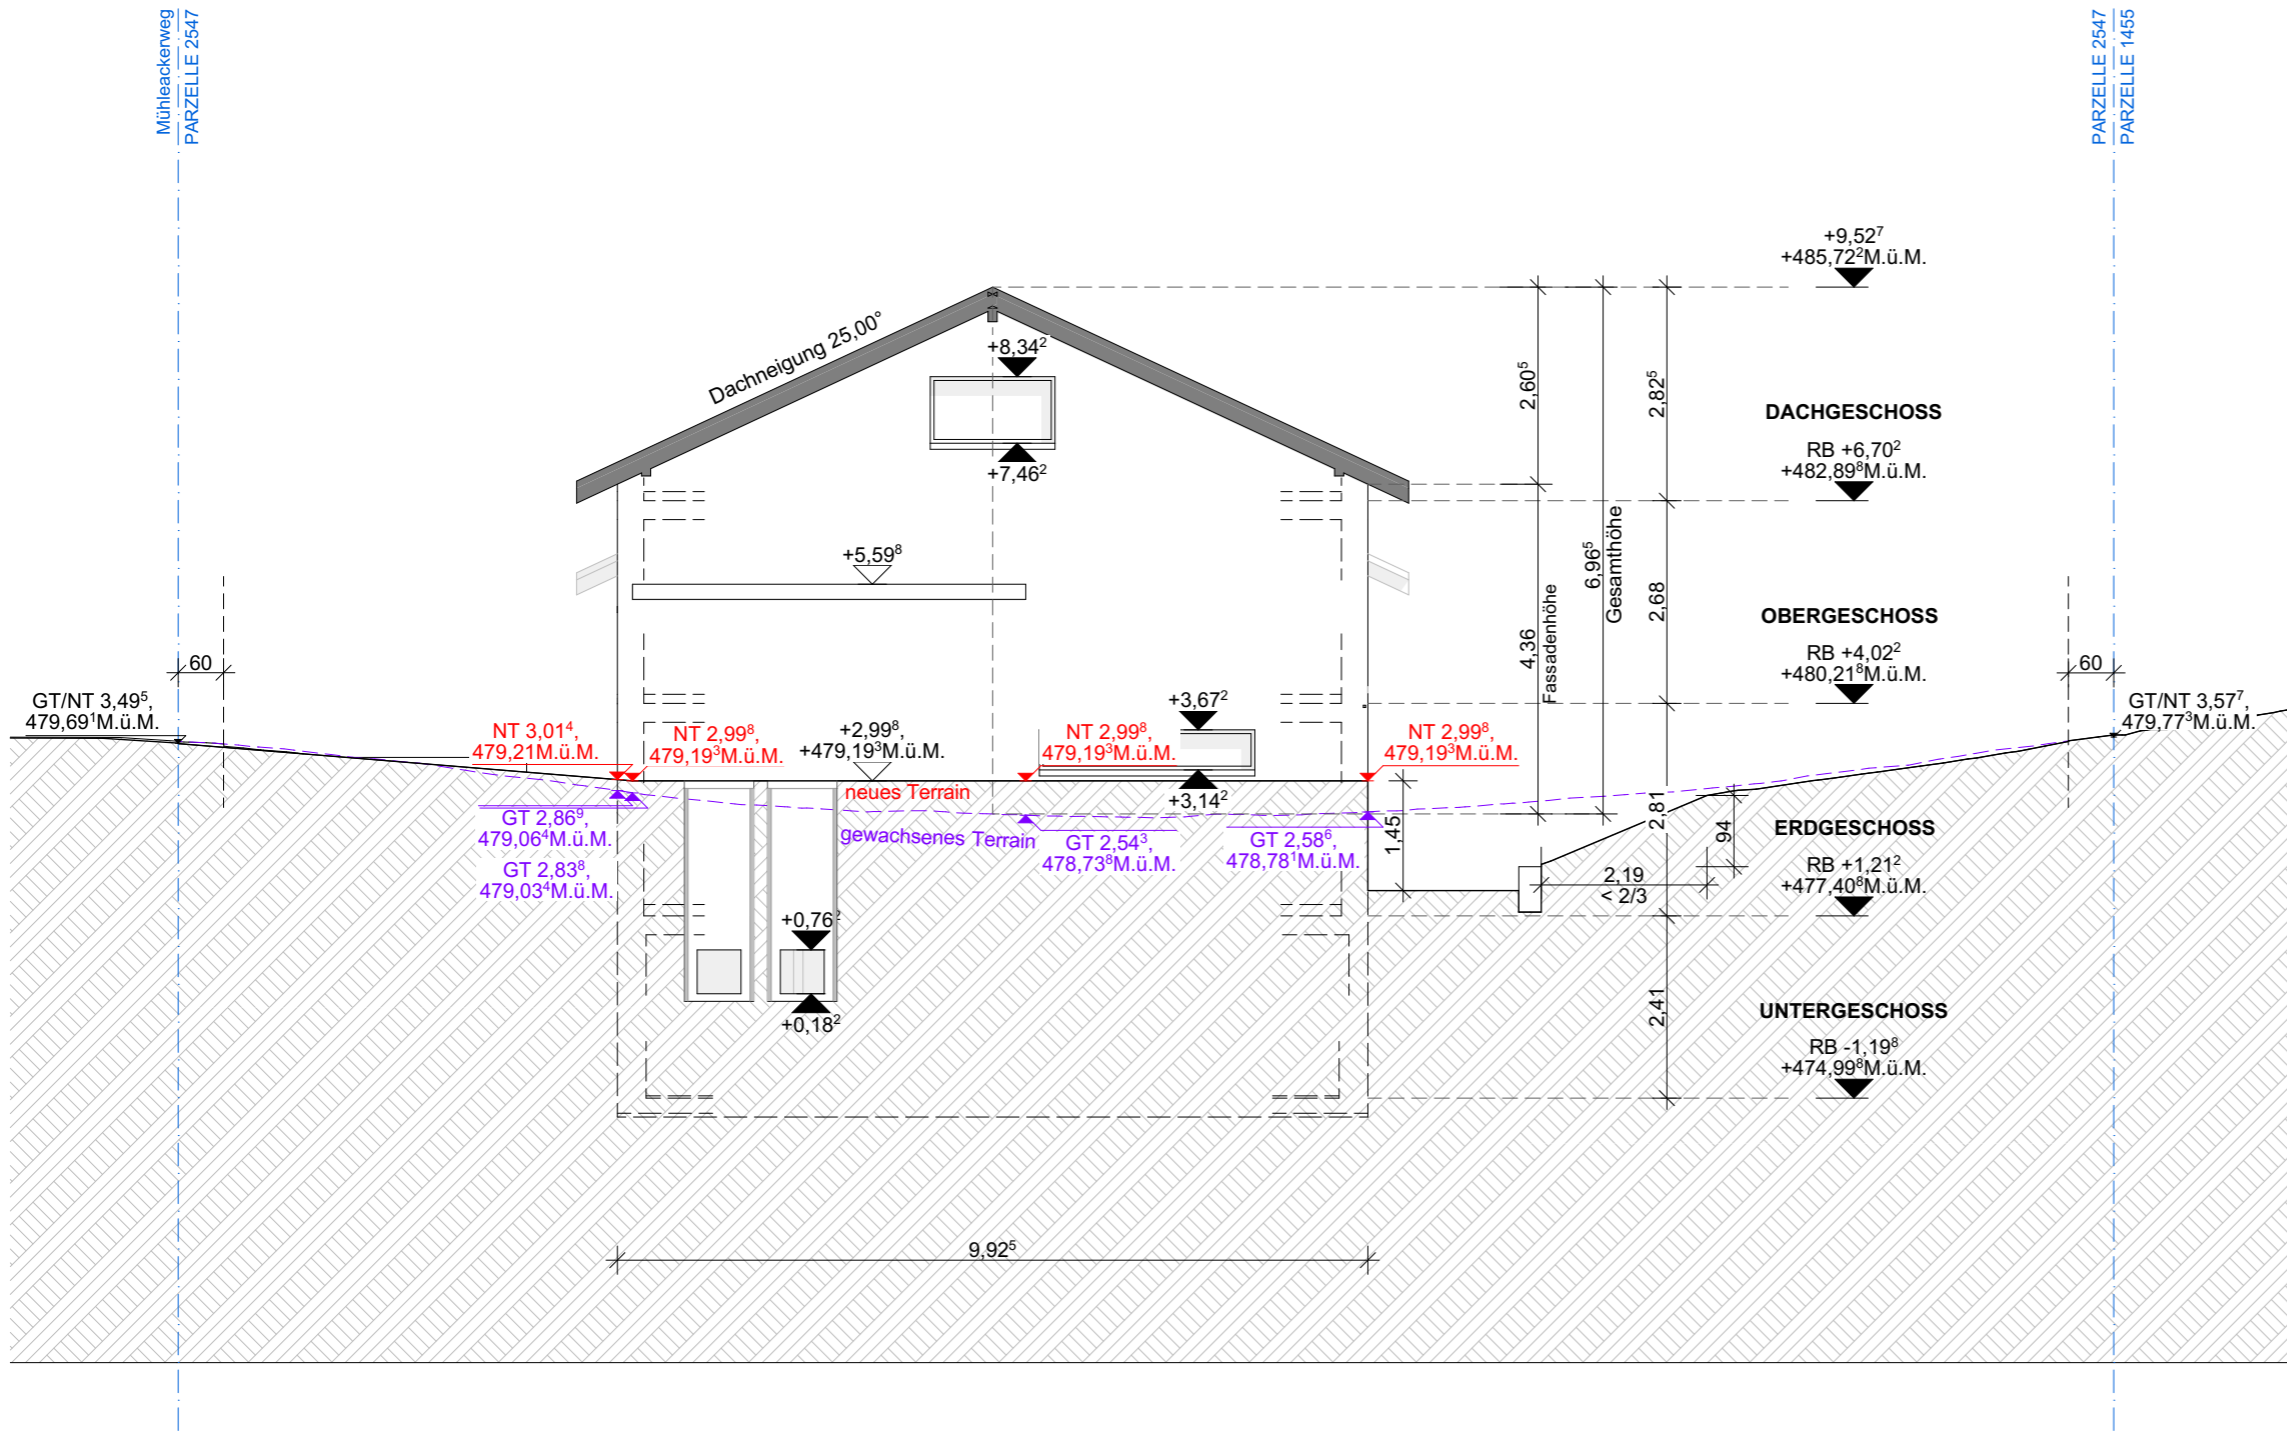 Mühleackerweg
PARZELLE 2547
PARZELLE 2547
PARZELLE 1455
+9,52⁷
+485,72²M.ü.M.
Dachneigung 25,00°
+8,34²
+7,46²
2,60⁵
2,82⁵
DACHGESCHOSS
RB +6,70²
+482,89⁸M.ü.M.
+5,59⁸
4,36
Fassadenhöhe
6,96⁵
Gesamthöhe
2,68
OBERGESCHOSS
RB +4,02²
+480,21⁸M.ü.M.
60
60
GT/NT 3,49⁵,
479,69¹M.ü.M.
GT/NT 3,57⁷,
479,77³M.ü.M.
NT 3,01⁴,
479,21M.ü.M.
NT 2,99⁸,
479,19³M.ü.M.
+2,99⁸,
+479,19³M.ü.M.
NT 2,99⁸,
479,19³M.ü.M.
+3,67²
NT 2,99⁸,
479,19³M.ü.M.
neues Terrain
+3,14²
GT 2,86⁹,
479,06⁴M.ü.M.
GT 2,83⁸,
479,03⁴M.ü.M.
gewachsenes Terrain
GT 2,54³,
478,73⁸M.ü.M.
GT 2,58⁶,
478,78¹M.ü.M.
1,45
2,81
94
2,19
< 2/3
ERDGESCHOSS
RB +1,21²
+477,40⁸M.ü.M.
+0,76²
+0,18²
2,41
UNTERGESCHOSS
RB -1,19⁸
+474,99⁸M.ü.M.
9,92⁵